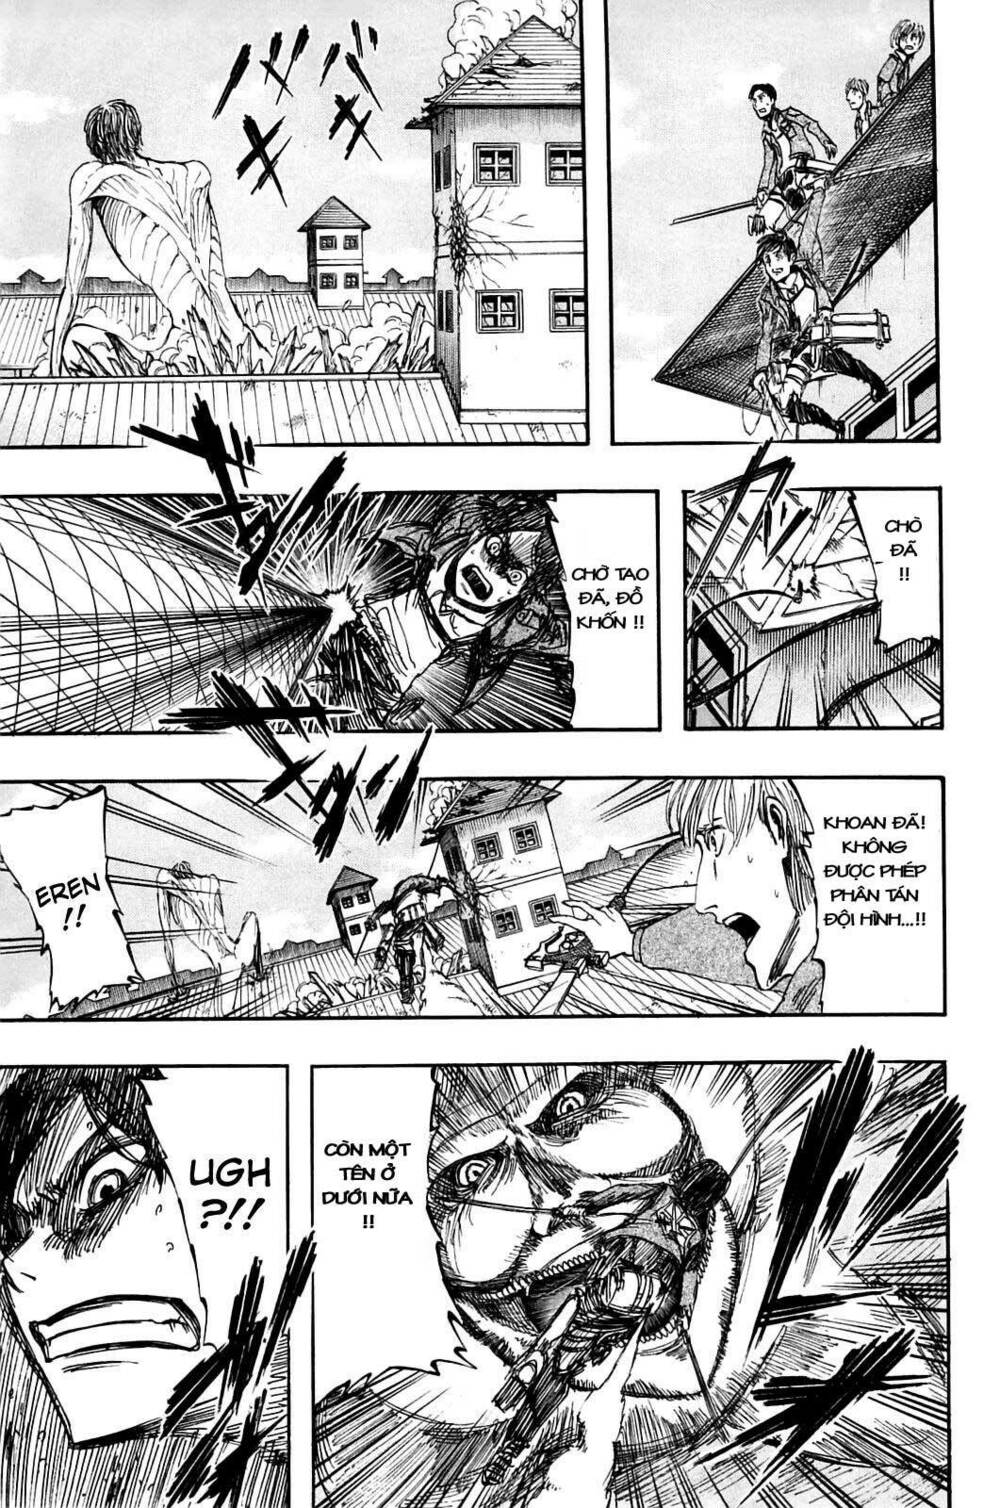 CHỜ
ĐÃ
!!
CHỜ TAO
ĐÃ, ĐỒ
KHỐN !!
KHOAN ĐÃ!
KHÔNG
ĐƯỢC PHÉP
PHÂN TÁN
ĐỘI HÌNH...!!
EREN
!!
CÒN MỘT
TÊN Ở
DƯỚI NỮA
!!
UGH
?!!